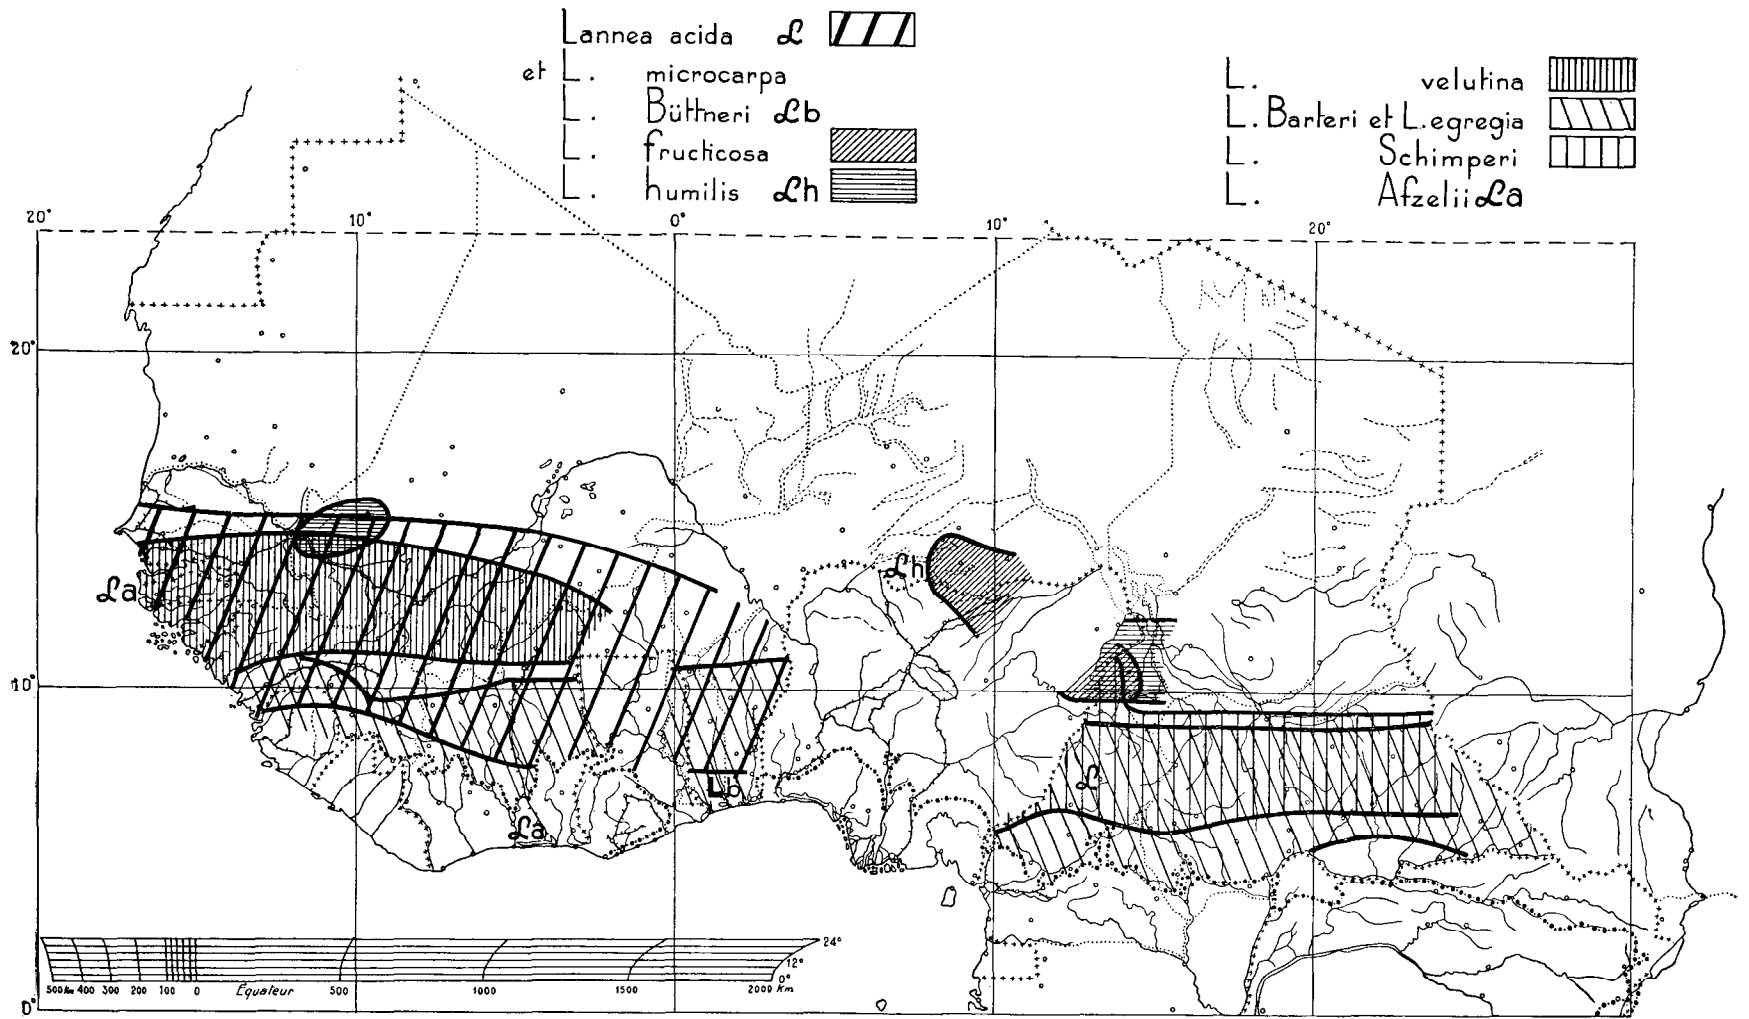 Lannea acida ℒ
et L. microcarpa
L. Büttneri ℒb
L. fructicosa
L. humilis ℒh
L. velutina
L. Barteri et L. egregia
L. Schimperi
L. Afzelii ℒa
20° 10° 0° 10° 20°
20°
ℒa
ℒh
10°
ℒ
Lb
ℒa
24°
12°
0°
500 Km 400 300 200 100 0 Équateur 500 1000 1500 2000 Km
0°